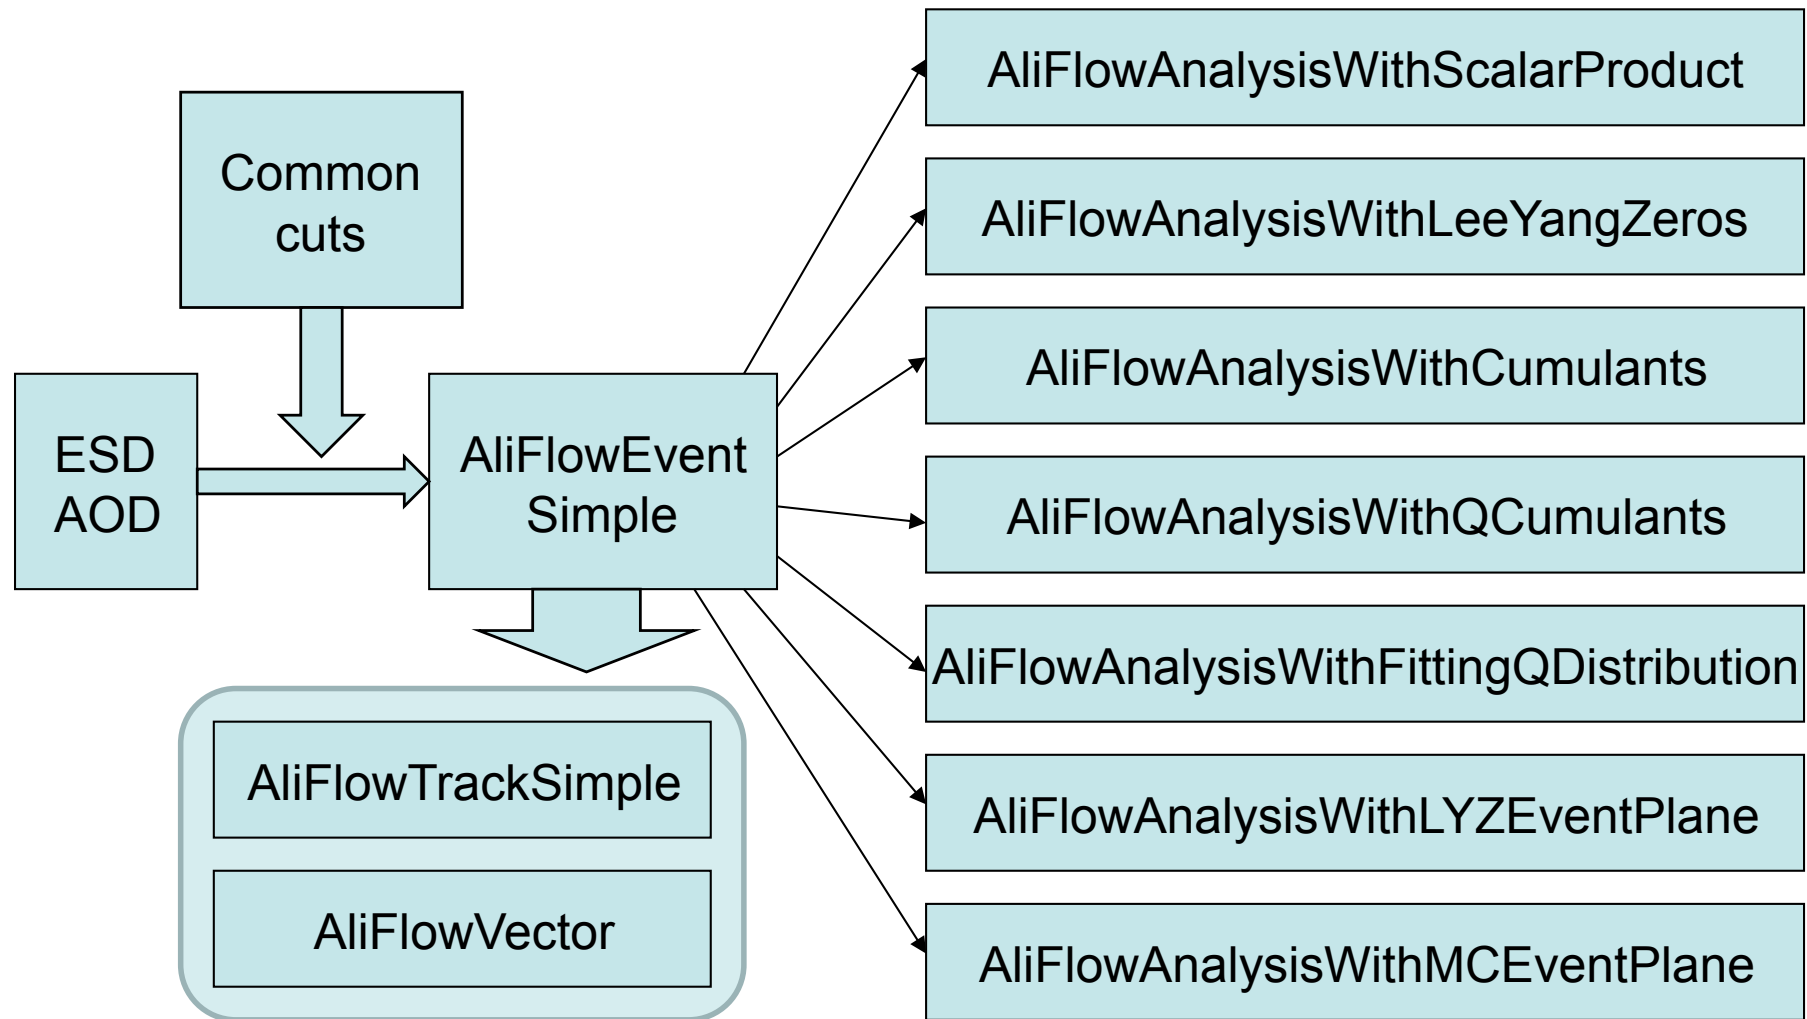 Common
cuts
ESD
AOD
AliFlowEvent
Simple
AliFlowTrackSimple
AliFlowVector
AliFlowAnalysisWithScalarProduct
AliFlowAnalysisWithLeeYangZeros
AliFlowAnalysisWithCumulants
AliFlowAnalysisWithQCumulants
AliFlowAnalysisWithFittingQDistribution
AliFlowAnalysisWithLYZEventPlane
AliFlowAnalysisWithMCEventPlane